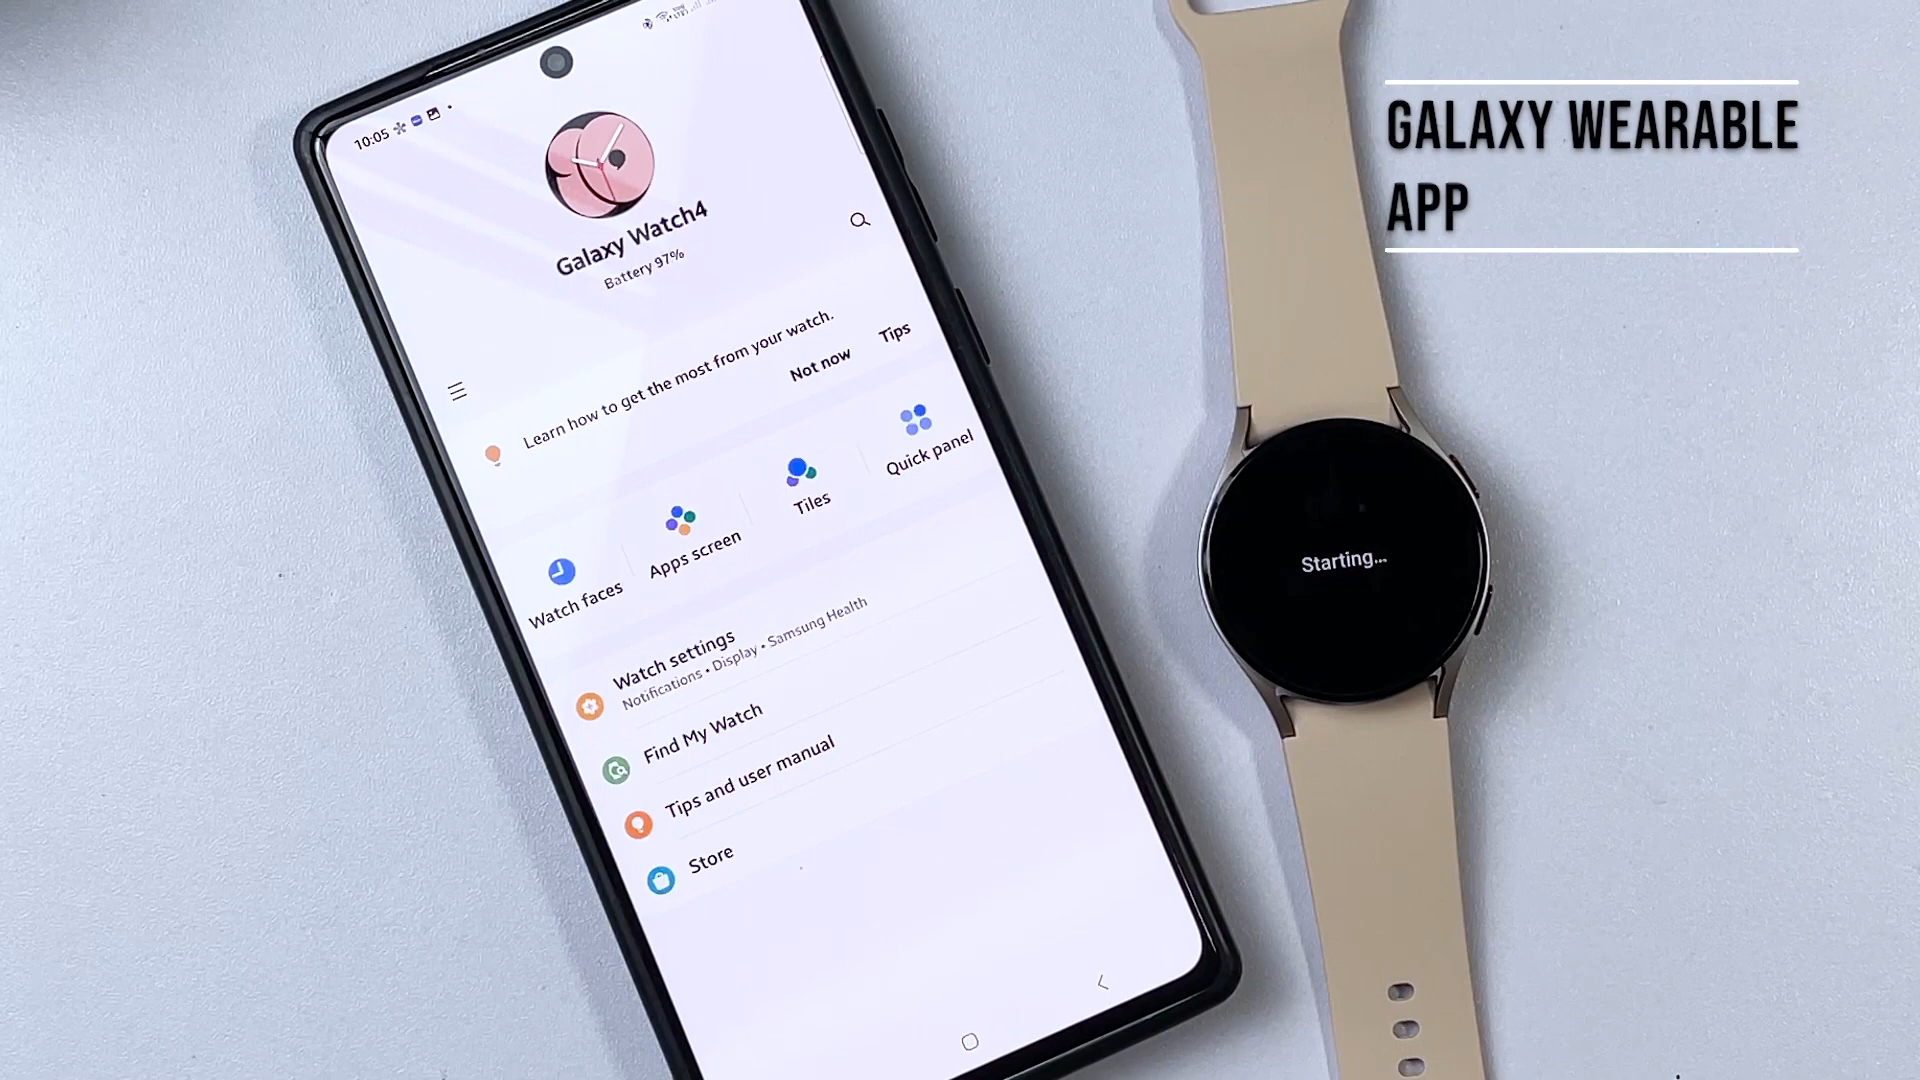 10:05
Galaxy Watch4
Battery 97%
Learn how to get the most from your watch.
Not now
Tips
Watch faces
Apps screen
Tiles
Quick panel
Watch settings
Notifications • Display • Samsung Health
Find My Watch
Tips and user manual
Store
GALAXY WEARABLE
APP
Starting...